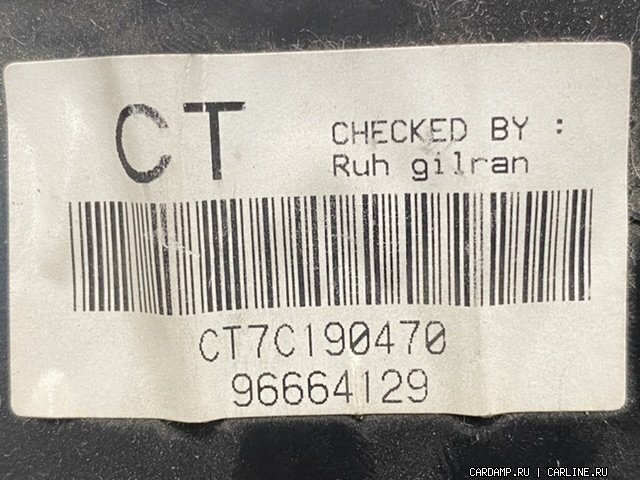 CT
CHECKED BY :
Ruh gilran
CT7C190470
96664129
CARDAMP.RU | CARLINE.RU